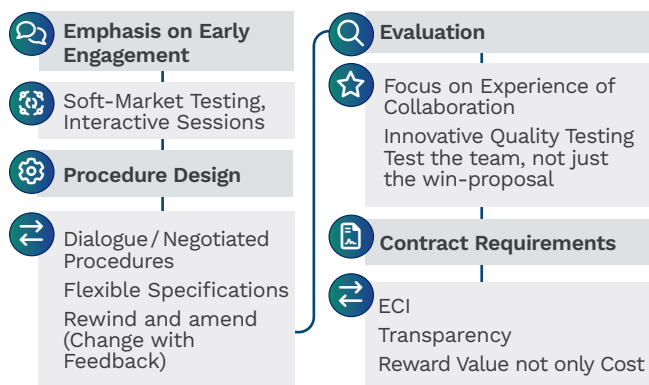 Emphasis on Early
Engagement
Soft-Market Testing,
Interactive Sessions
Procedure Design
Dialogue/Negotiated
Procedures
Flexible Specifications
Rewind and amend
(Change with
Feedback)
Evaluation
Focus on Experience of
Collaboration
Innovative Quality Testing
Test the team, not just
the win-proposal
Contract Requirements
ECI
Transparency
Reward Value not only Cost